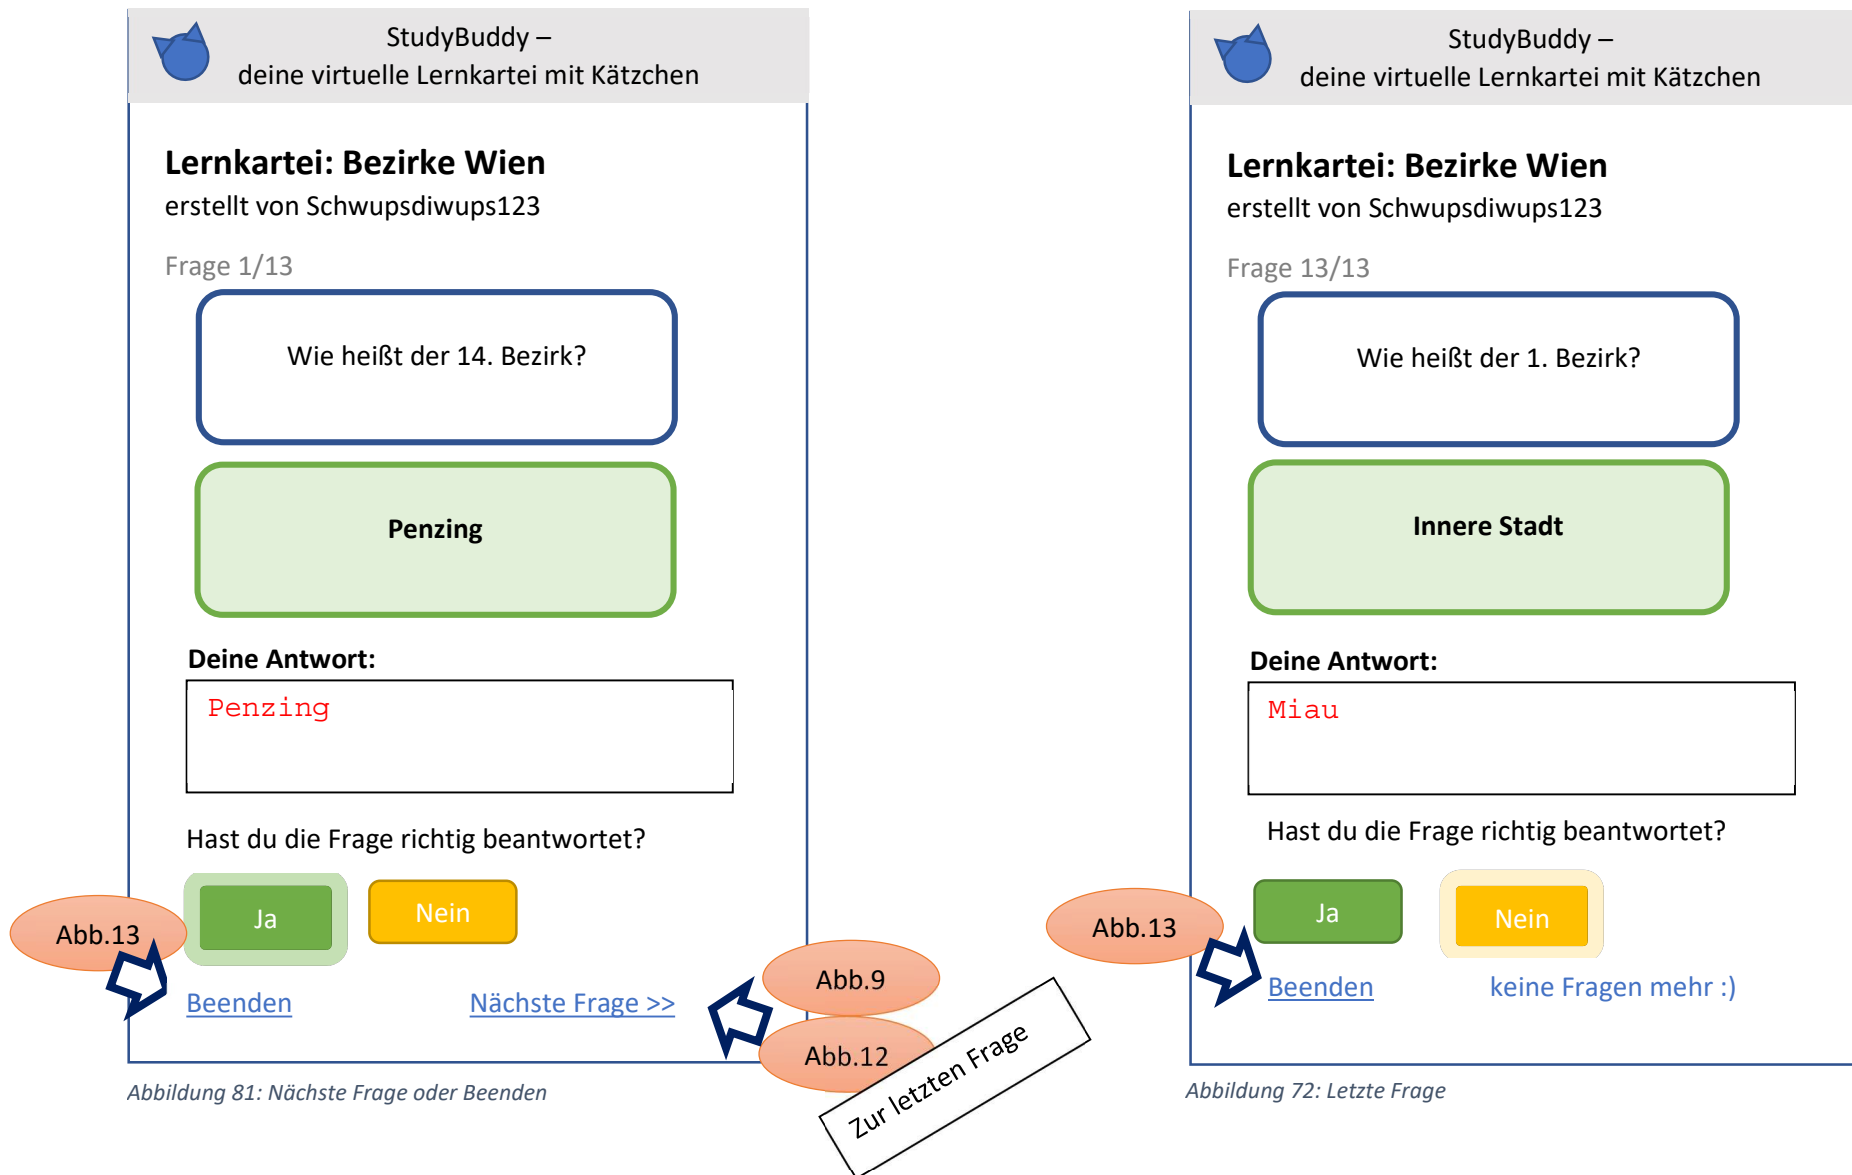 StudyBuddy –
deine virtuelle Lernkartei mit Kätzchen
Lernkartei: Bezirke Wien
erstellt von Schwupsdiwups123
Frage 1/13
Wie heißt der 14. Bezirk?
Penzing
Deine Antwort:
Penzing
Hast du die Frage richtig beantwortet?
Ja
Nein
Abb.13
Beenden
Nächste Frage >>
Abb.9
Abb.12
Zur letzten Frage
Abbildung 81: Nächste Frage oder Beenden
StudyBuddy –
deine virtuelle Lernkartei mit Kätzchen
Lernkartei: Bezirke Wien
erstellt von Schwupsdiwups123
Frage 13/13
Wie heißt der 1. Bezirk?
Innere Stadt
Deine Antwort:
Miau
Hast du die Frage richtig beantwortet?
Ja
Nein
Abb.13
Beenden
keine Fragen mehr :)
Abbildung 72: Letzte Frage